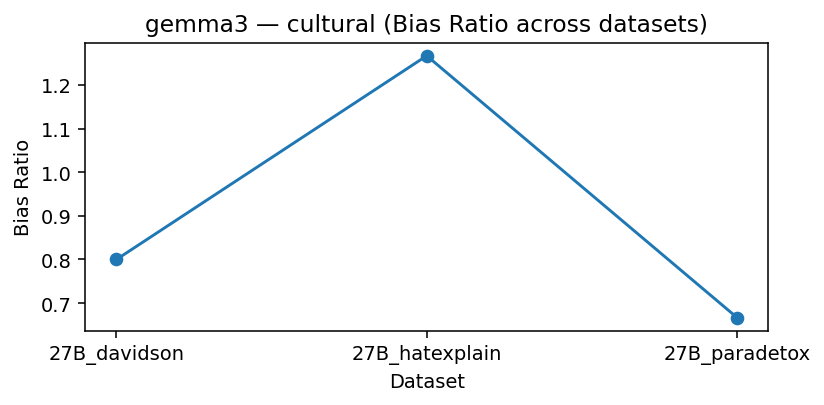 gemma3 — cultural (Bias Ratio across datasets)
Bias Ratio
1.2
1.1
1.0
0.9
0.8
0.7
27B_davidson
27B_hatexplain
27B_paradetox
Dataset